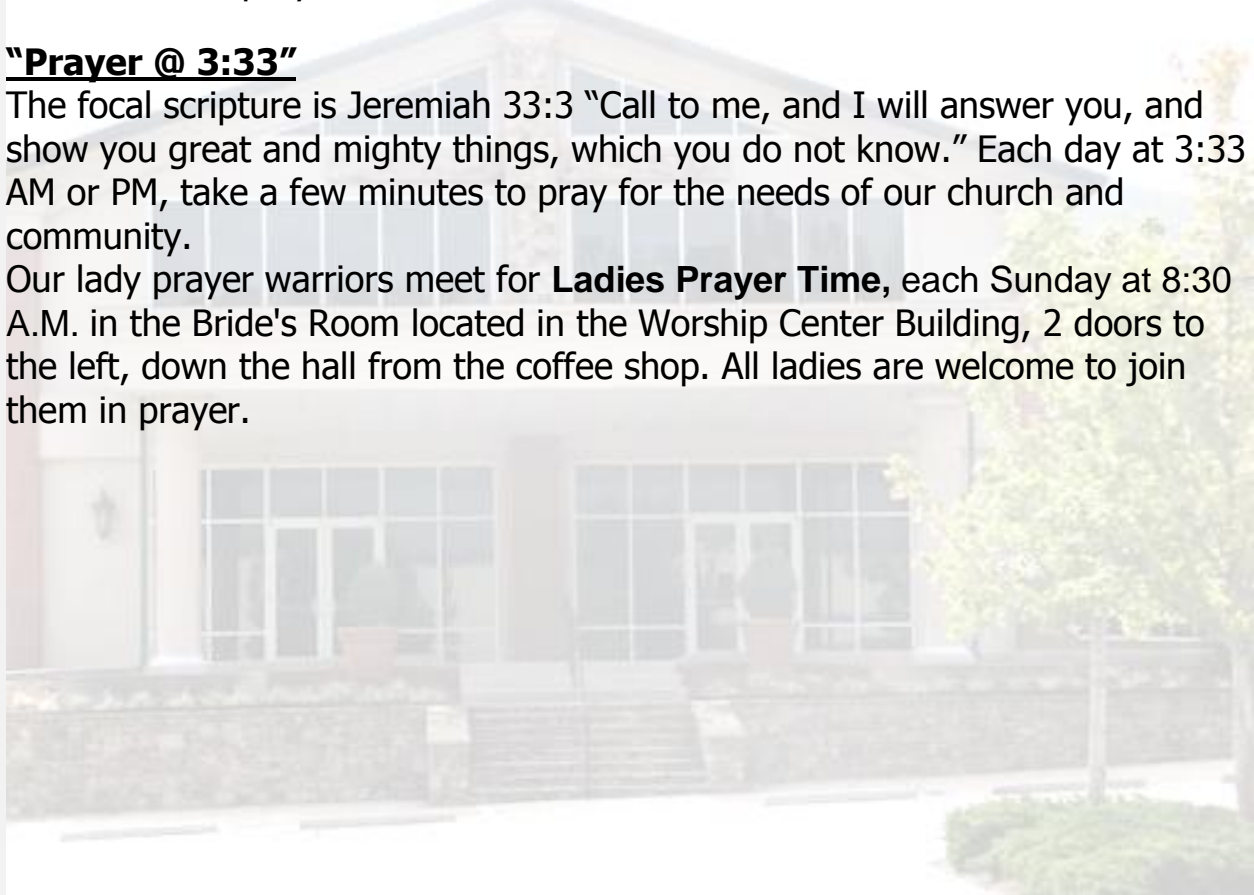 “Prayer @ 3:33”
The focal scripture is Jeremiah 33:3 “Call to me, and I will answer you, and
show you great and mighty things, which you do not know.” Each day at 3:33
AM or PM, take a few minutes to pray for the needs of our church and
community.
Our lady prayer warriors meet for Ladies Prayer Time, each Sunday at 8:30
A.M. in the Bride's Room located in the Worship Center Building, 2 doors to
the left, down the hall from the coffee shop. All ladies are welcome to join
them in prayer.